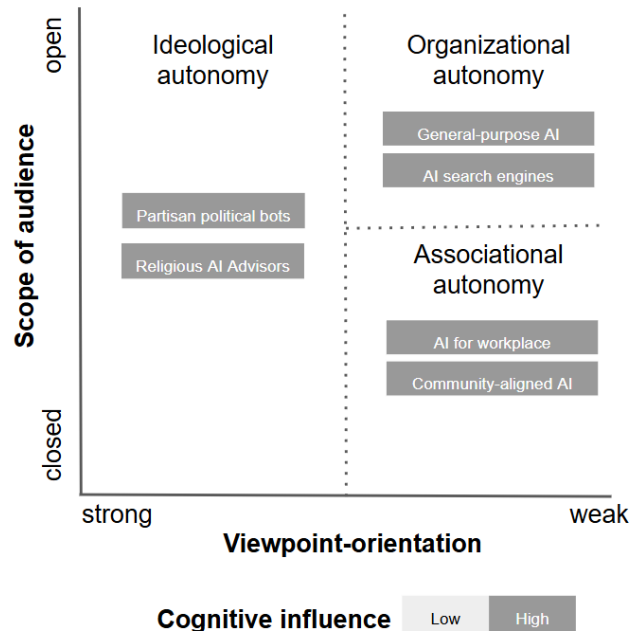 open
Scope of audience
closed
Ideological
autonomy
Organizational
autonomy
General-purpose AI
AI search engines
Partisan political bots
Religious AI Advisors
Associational
autonomy
AI for workplace
Community-aligned AI
strong
weak
Viewpoint-orientation
Cognitive influence
Low
High